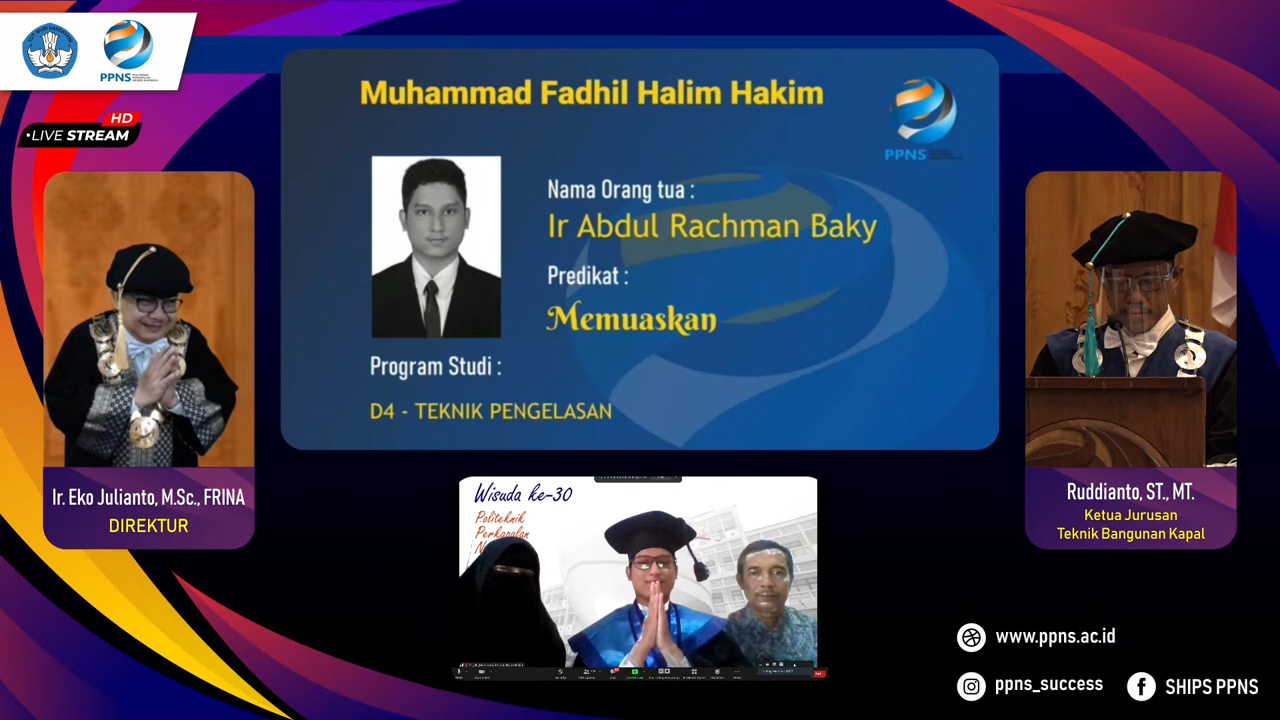 PPNS
HD
•LIVE STREAM
Muhammad Fadhil Halim Hakim
PPNS
Nama Orang tua :
Ir Abdul Rachman Baky
Predikat :
Memuaskan
Program Studi :
D4 - TEKNIK PENGELASAN
Ir. Eko Julianto, M.Sc., FRINA
DIREKTUR
Ruddianto, ST., MT.
Ketua Jurusan
Teknik Bangunan Kapal
Wisuda ke-30
Politeknik
Perkapalan
www.ppns.ac.id
ppns_success
SHIPS PPNS